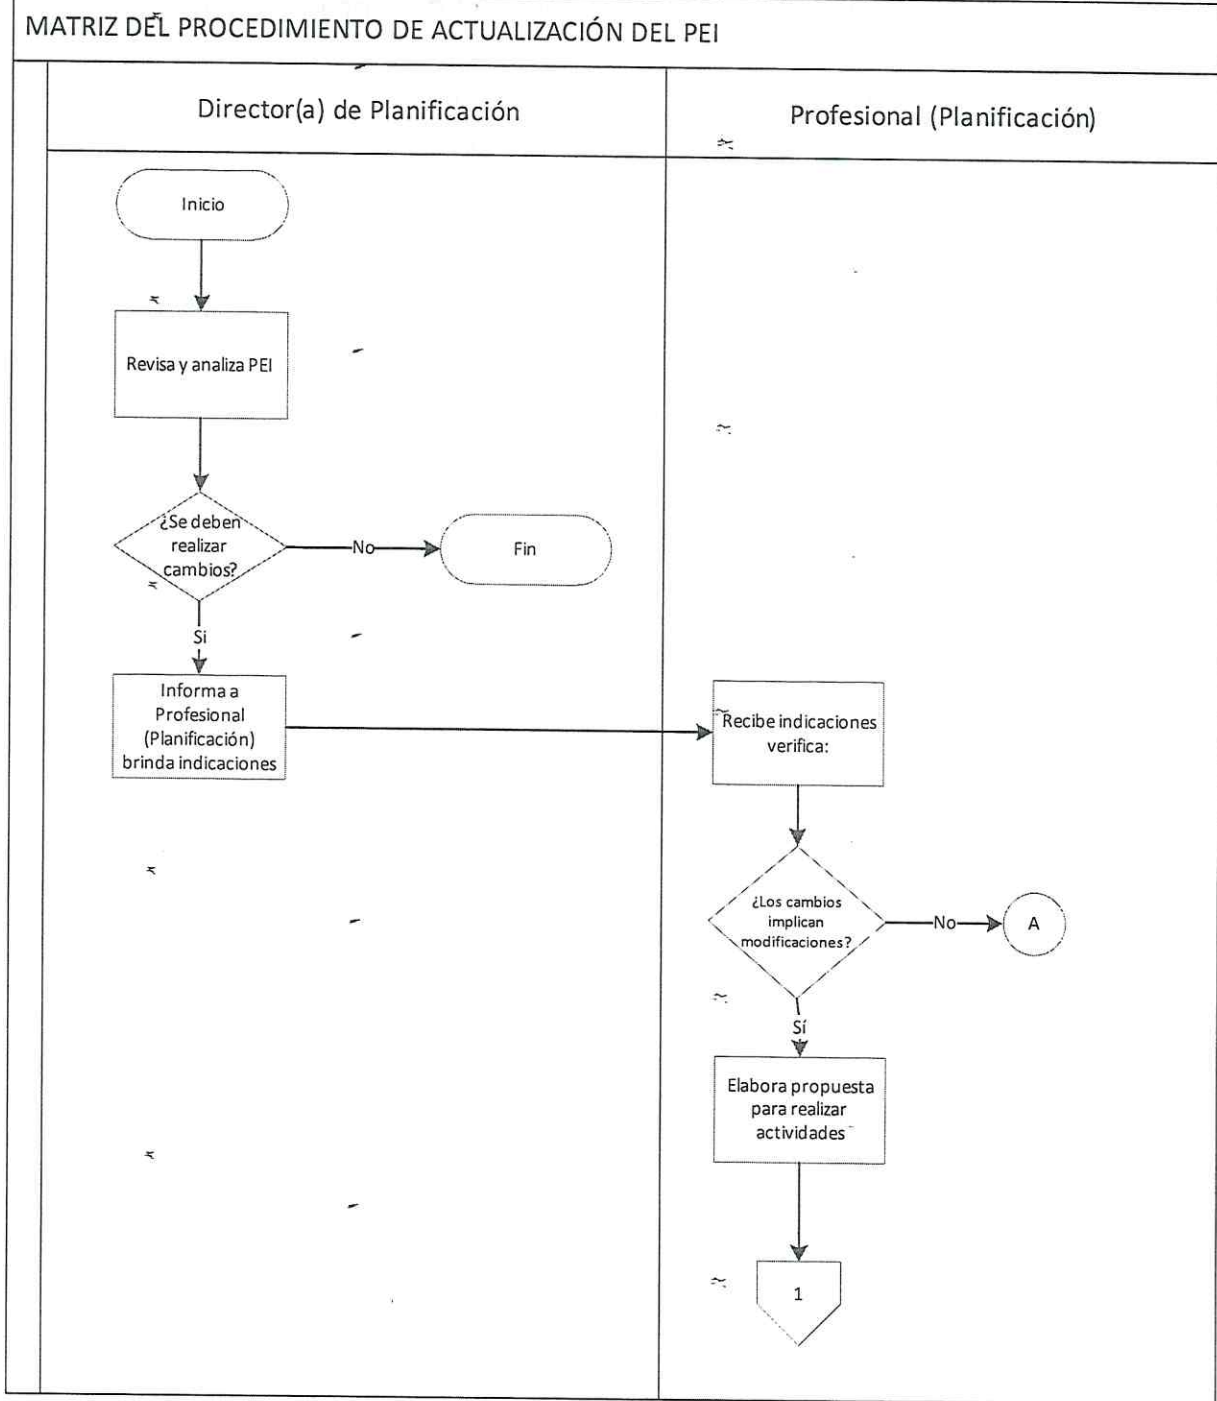 MATRIZ DEL PROCEDIMIENTO DE ACTUALIZACIÓN DEL PEI
Director(a) de Planificación
Profesional (Planificación)
Inicio
Revisa y analiza PEI
¿Se deben
realizar
cambios?
No
Fin
Si
Informa a
Profesional
(Planificación)
brinda indicaciones
Recibe indicaciones
verifica:
¿Los cambios
implican
modificaciones?
No
A
Sí
Elabora propuesta
para realizar
actividades
1